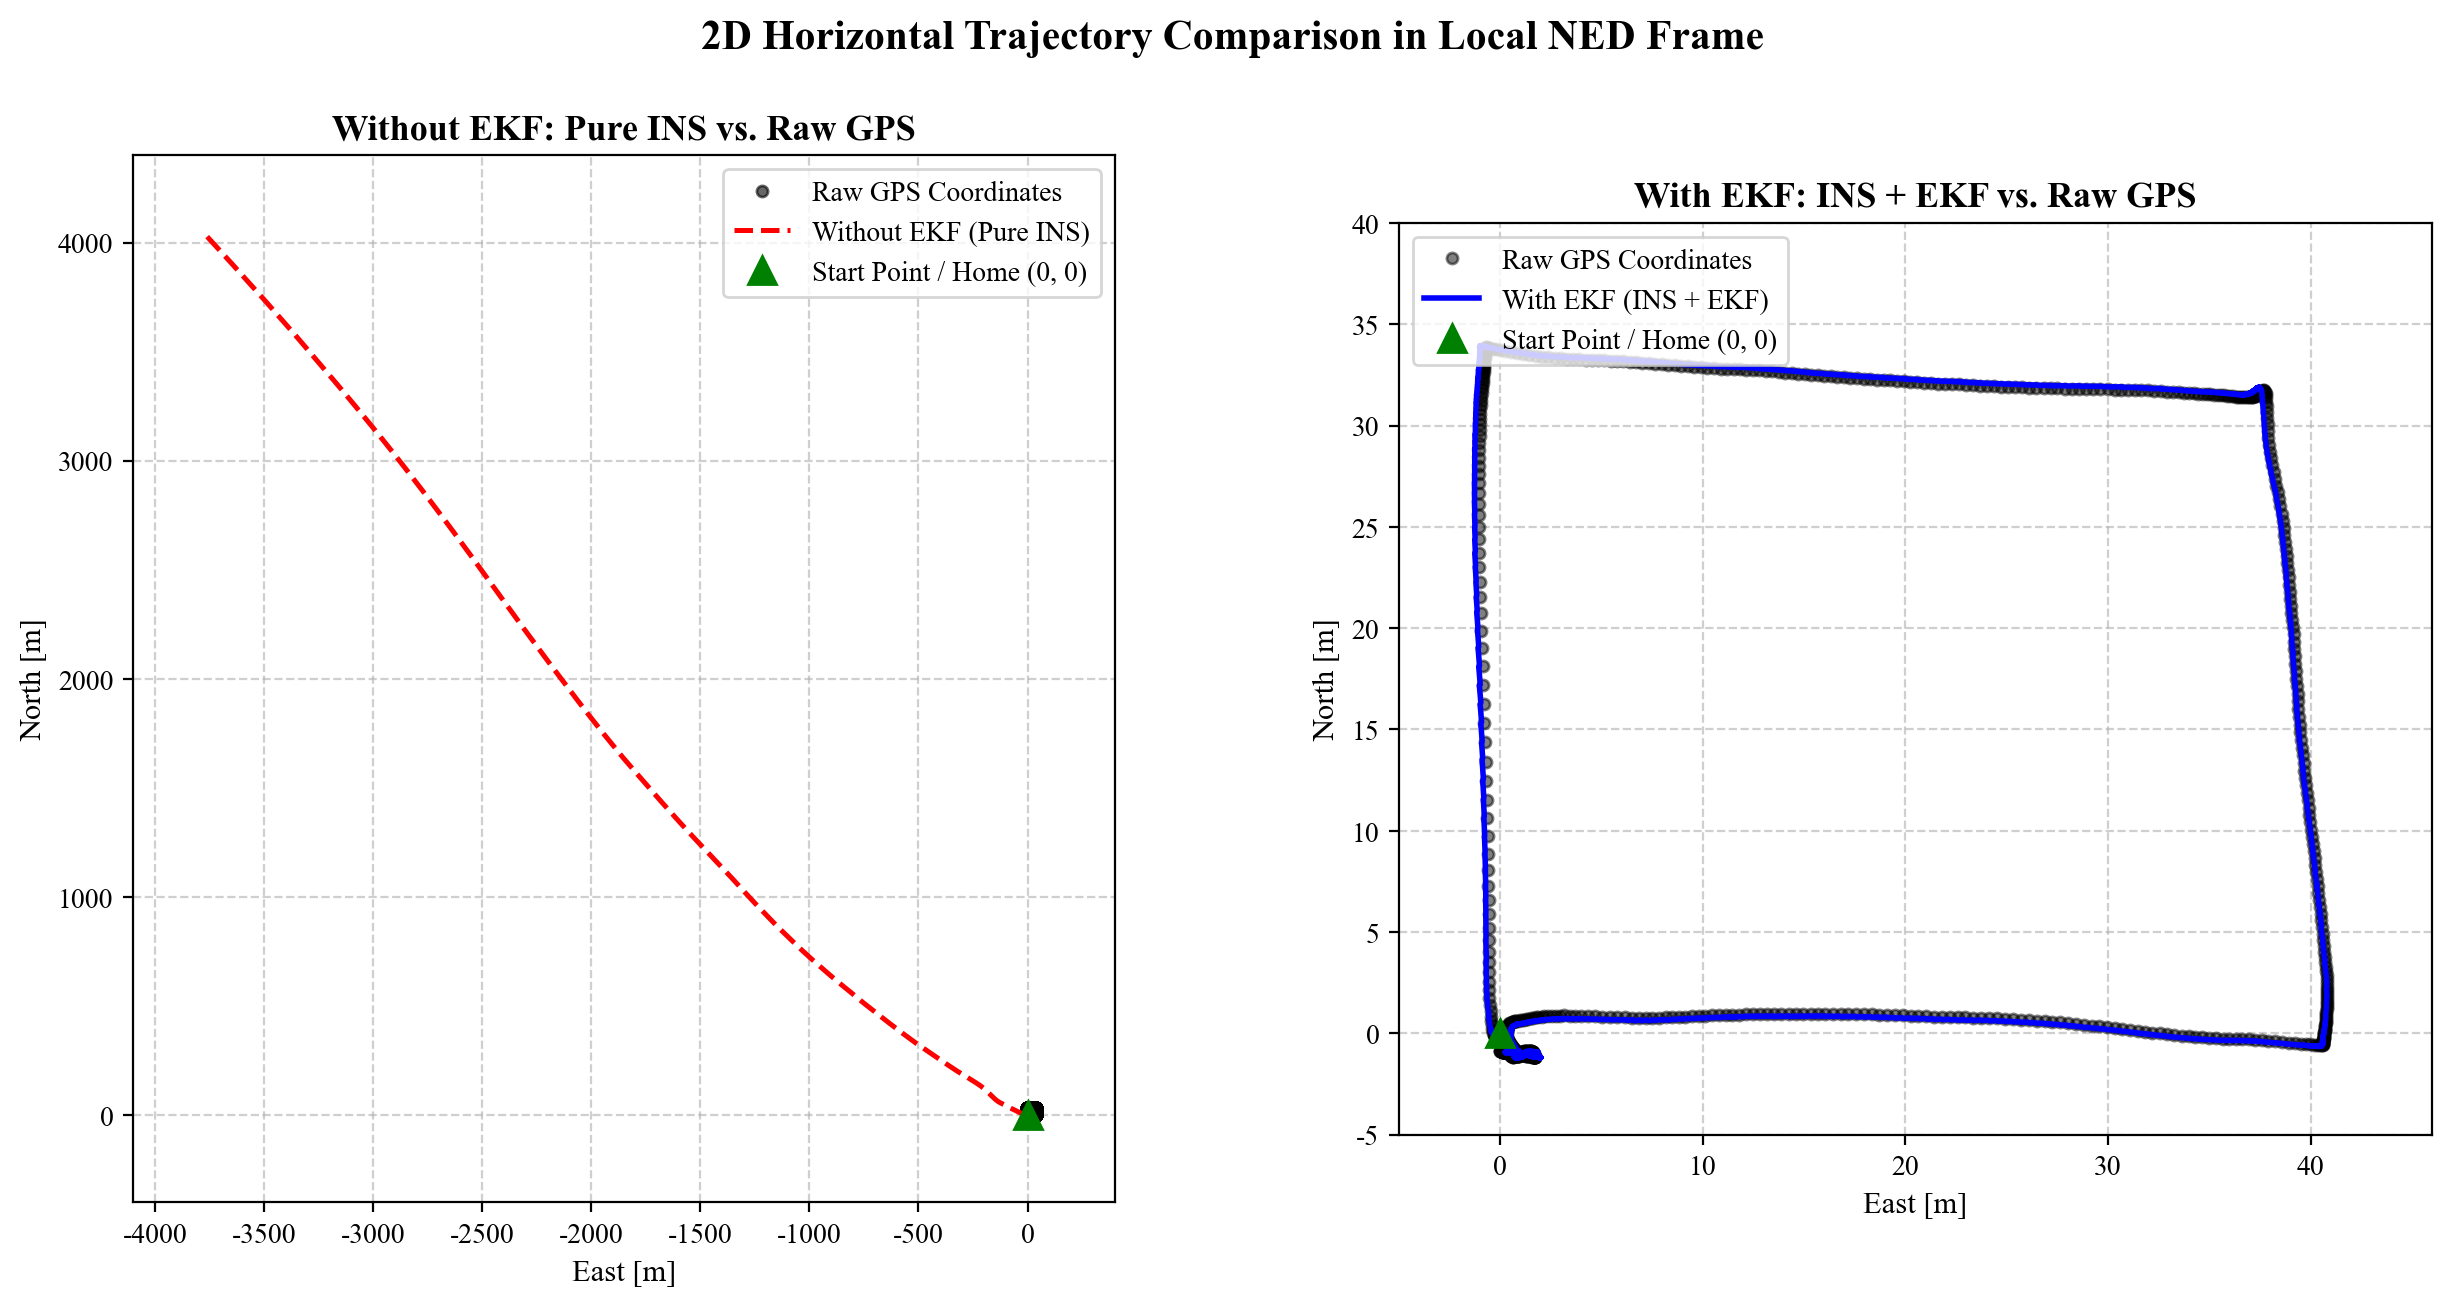 2D Horizontal Trajectory Comparison in Local NED Frame
Without EKF: Pure INS vs. Raw GPS
Raw GPS Coordinates
Without EKF (Pure INS)
Start Point / Home (0, 0)
North [m]
4000
3000
2000
1000
0
-4000
-3500
-3000
-2500
-2000
-1500
-1000
-500
0
East [m]
With EKF: INS + EKF vs. Raw GPS
Raw GPS Coordinates
With EKF (INS + EKF)
Start Point / Home (0, 0)
North [m]
40
35
30
25
20
15
10
5
0
-5
0
10
20
30
40
East [m]